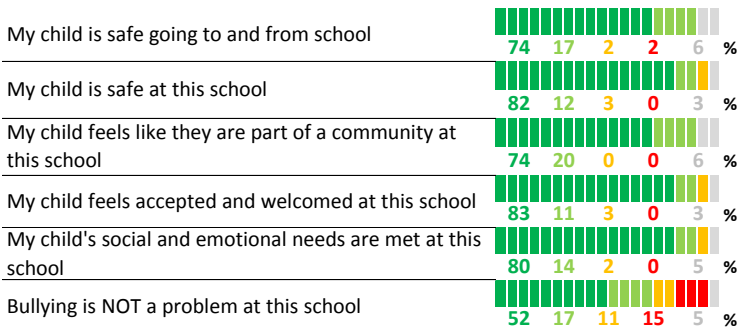 My child is safe going to and from school
74 17 2 2 6 %
My child is safe at this school
82 12 3 0 3 %
My child feels like they are part of a community at
this school
74 20 0 0 6 %
My child feels accepted and welcomed at this school
83 11 3 0 3 %
My child's social and emotional needs are met at this
school
80 14 2 0 5 %
Bullying is NOT a problem at this school
52 17 11 15 5 %